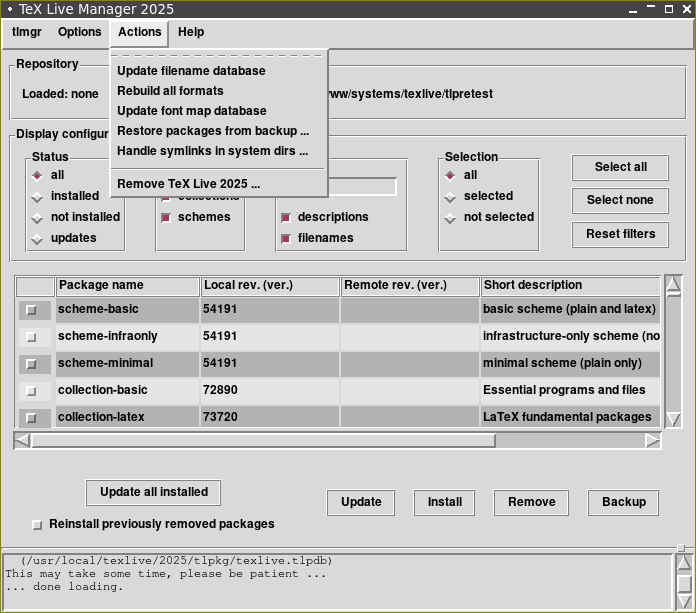 TeX Live Manager 2025
tlmgr Options Actions Help
Update filename database
Rebuild all formats
Update font map database
Restore packages from backup ...
Handle symlinks in system dirs ...
Remove TeX Live 2025 ...
Repository
Loaded: none /systems/texlive/tlpretest
Display configur
Status
all
installed
not installed
updates
schemes
descriptions
filenames
Selection
all
selected
not selected
Select all
Select none
Reset filters
Package name Local rev. (ver.) Remote rev. (ver.) Short description
scheme-basic 54191 basic scheme (plain and latex)
scheme-infraonly 54191 infrastructure-only scheme (no
scheme-minimal 54191 minimal scheme (plain only)
collection-basic 72890 Essential programs and files
collection-latex 73720 LaTeX fundamental packages
Update all installed
Reinstall previously removed packages
Update Install Remove Backup
(/usr/local/texlive/2025/tlpkg/texlive.tlpdb)
This may take some time, please be patient ...
... done loading.